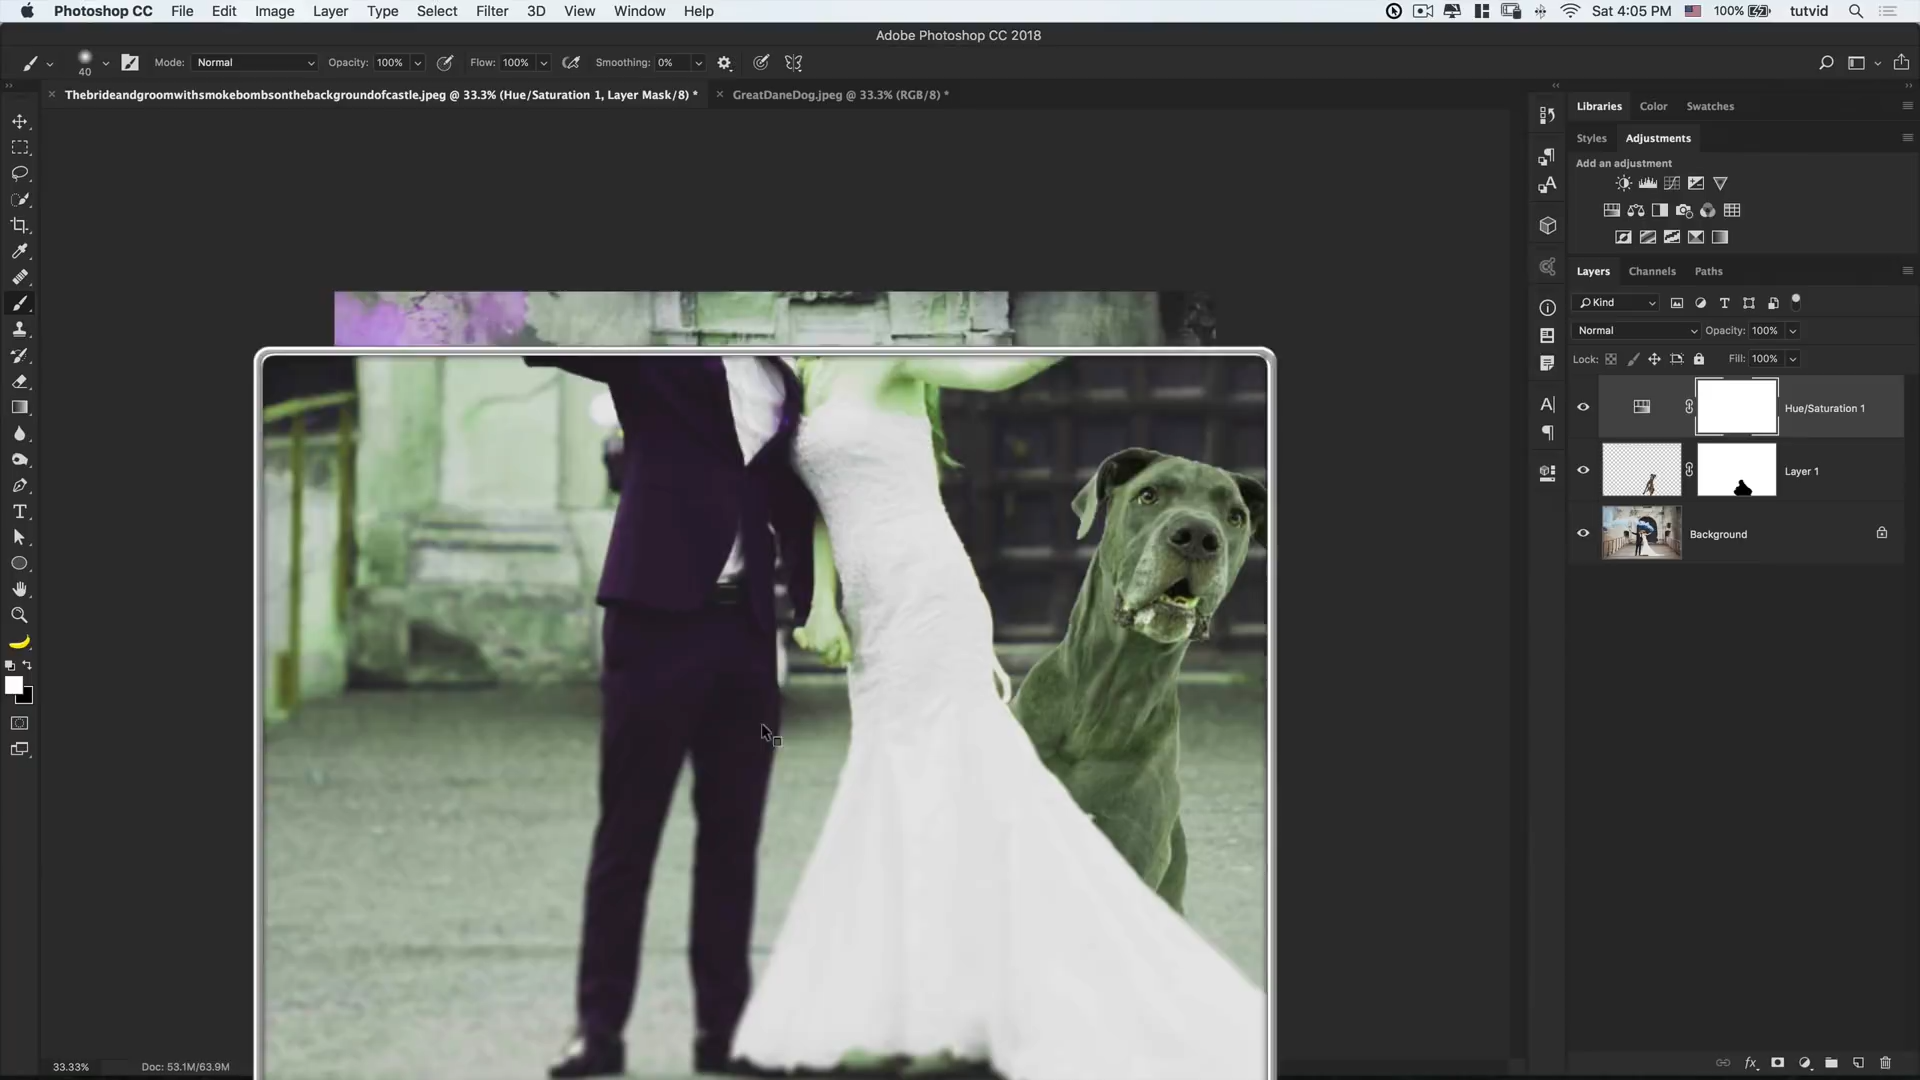 Photoshop CC File Edit Image Layer Type Select Filter 3D View Window Help Sat 4:05 PM 100% tutvid
Adobe Photoshop CC 2018
40 Mode: Normal Opacity: 100% Flow: 100% Smoothing: 0%
Thebrideandgroomwithsmokebombsonthebackgroundofcastle.jpeg @ 33.3% (Hue/Saturation 1, Layer Mask/8) * GreatDaneDog.jpeg @ 33.3% (RGB/8) *
Libraries Color Swatches
Styles Adjustments
Add an adjustment
Layers Channels Paths
Kind
Normal Opacity: 100%
Lock: Fill: 100%
Hue/Saturation 1
Layer 1
Background
33.33% Doc: 53.1M/63.9M